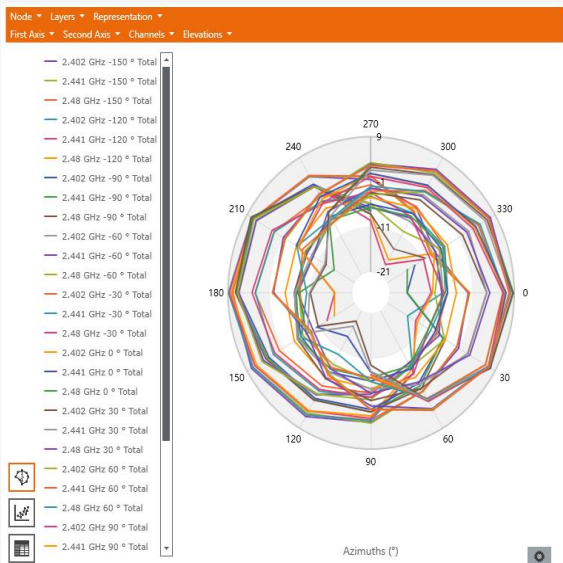 Node Layers Representation
First Axis Second Axis Channels Elevations
2.402 GHz -150 ° Total
2.441 GHz -150 ° Total
2.48 GHz -150 ° Total
2.402 GHz -120 ° Total
2.441 GHz -120 ° Total
2.48 GHz -120 ° Total
2.402 GHz -90 ° Total
2.441 GHz -90 ° Total
2.48 GHz -90 ° Total
2.402 GHz -60 ° Total
2.441 GHz -60 ° Total
2.48 GHz -60 ° Total
2.402 GHz -30 ° Total
2.441 GHz -30 ° Total
2.48 GHz -30 ° Total
2.402 GHz 0 ° Total
2.441 GHz 0 ° Total
2.48 GHz 0 ° Total
2.402 GHz 30 ° Total
2.441 GHz 30 ° Total
2.48 GHz 30 ° Total
2.402 GHz 60 ° Total
2.441 GHz 60 ° Total
2.48 GHz 60 ° Total
2.402 GHz 90 ° Total
2.441 GHz 90 ° Total
270
9
240
300
-1
210
330
-11
-21
180
0
150
30
120
60
90
Azimuths (°)